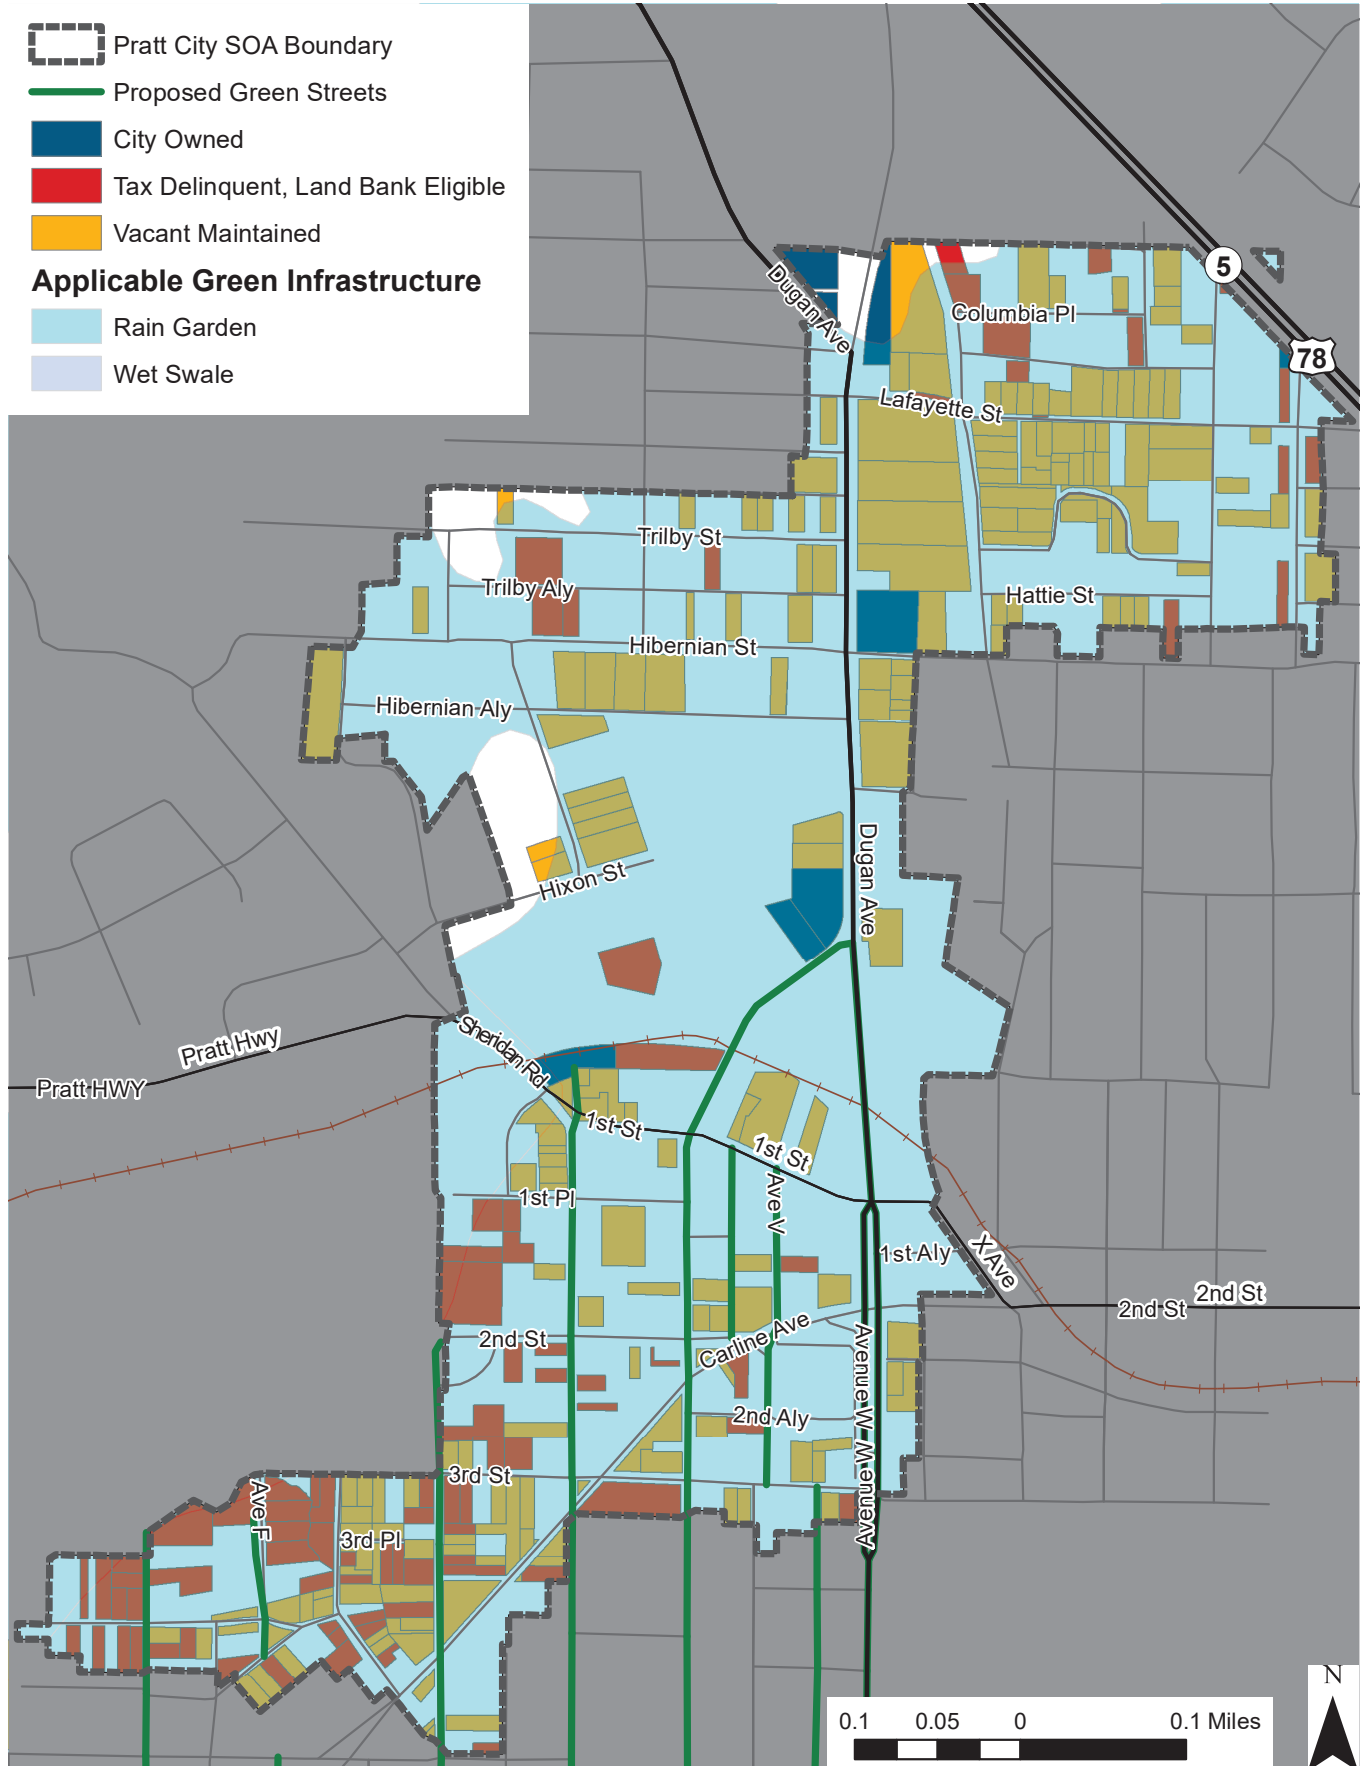 Pratt City SOA Boundary
Proposed Green Streets
City Owned
Tax Delinquent, Land Bank Eligible
Vacant Maintained
Applicable Green Infrastructure
Rain Garden
Wet Swale
5
Dugan Ave
Columbia Pl
78
Lafayette St
Trilby St
Trilby Aly
Hattie St
Hibernian St
Hibernian Aly
Dugan Ave
Hixon St
Sheridan Rd
Pratt Hwy
Pratt HWY
1st St
1st St
1st Pl
Ave V
1st Aly
X Ave
2nd St
2nd St
2nd St
Carline Ave
Avenue W
2nd Aly
3rd St
Avenue W
Ave F
3rd Pl
N
0.1 0.05 0 0.1 Miles